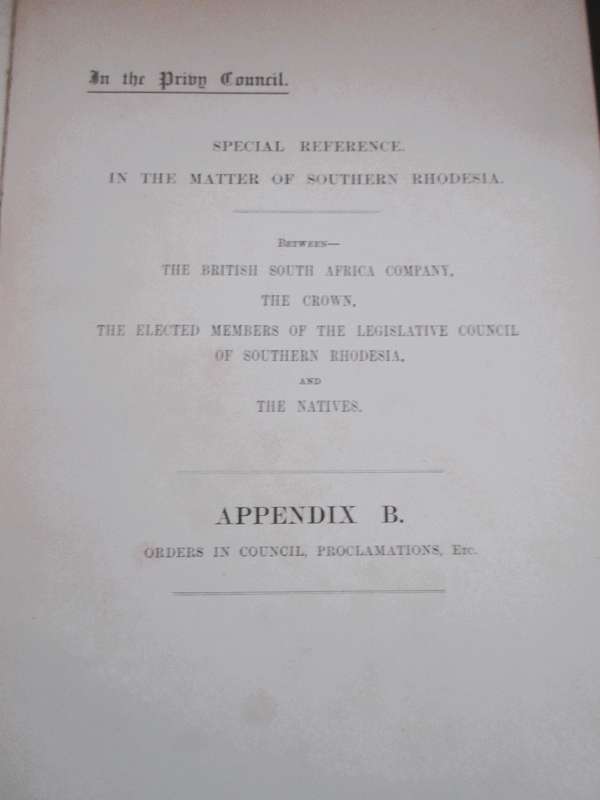 In the Privy Council.
SPECIAL REFERENCE.
IN THE MATTER OF SOUTHERN RHODESIA.
BETWEEN—
THE BRITISH SOUTH AFRICA COMPANY,
THE CROWN,
THE ELECTED MEMBERS OF THE LEGISLATIVE COUNCIL
OF SOUTHERN RHODESIA,
AND
THE NATIVES.
APPENDIX B.
ORDERS IN COUNCIL, PROCLAMATIONS, ETC.